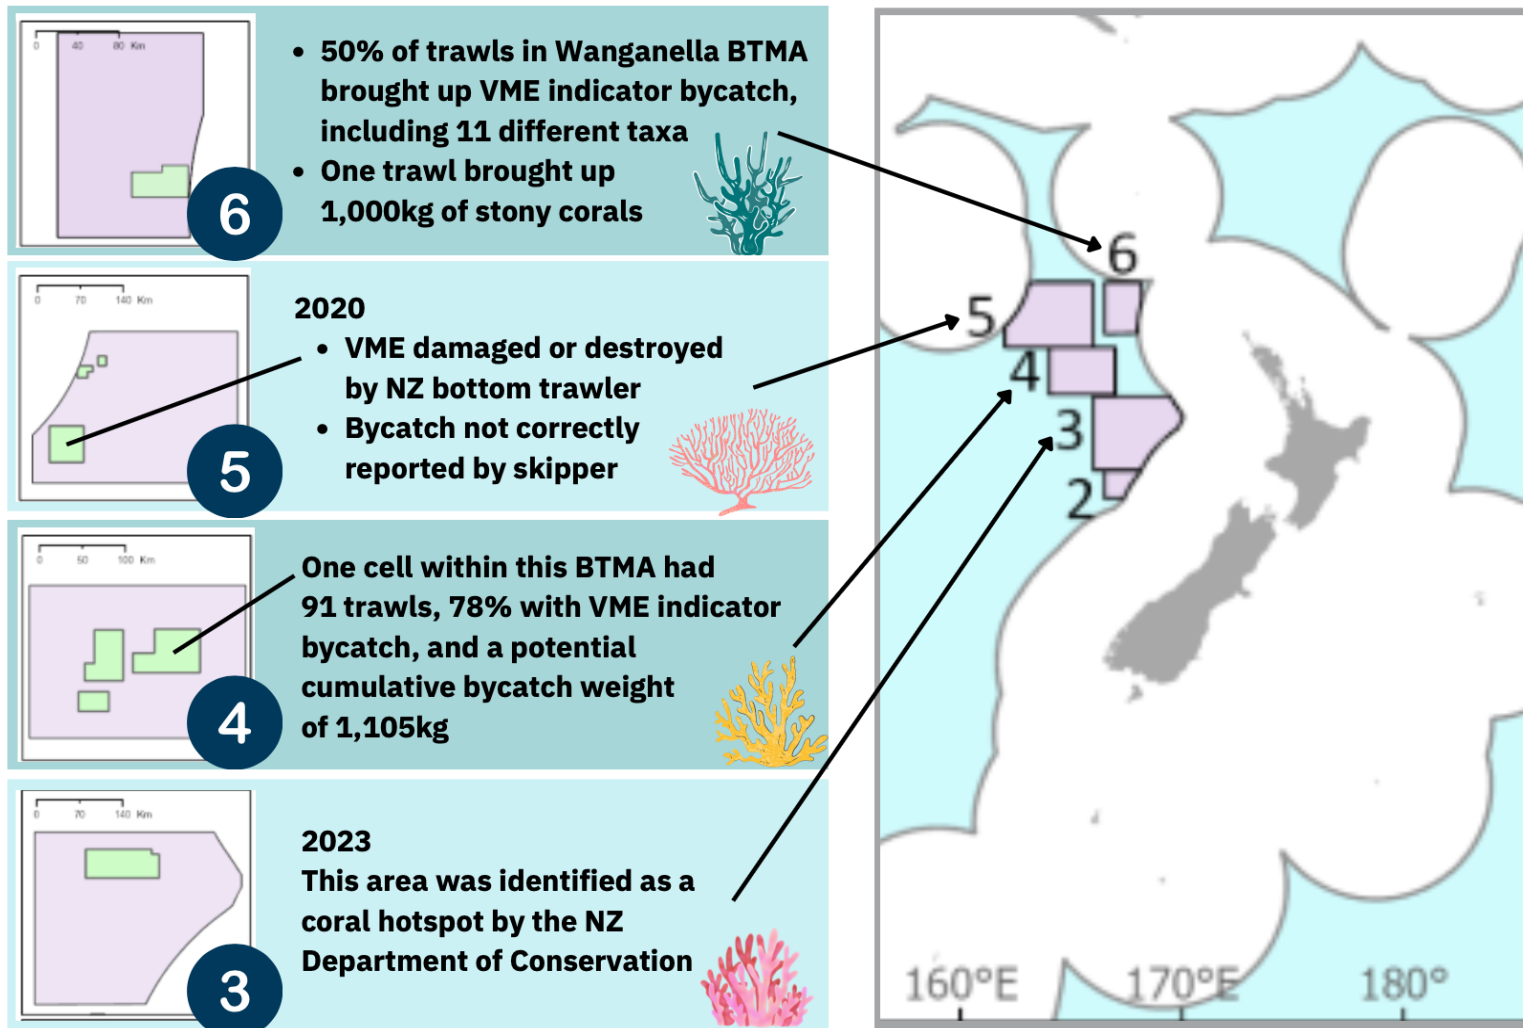 0 40 80 Km
6
• 50% of trawls in Wanganella BTMA
brought up VME indicator bycatch,
including 11 different taxa
• One trawl brought up
1,000kg of stony corals
0 70 140 Km
5
2020
• VME damaged or destroyed
by NZ bottom trawler
• Bycatch not correctly
reported by skipper
0 50 100 Km
4
One cell within this BTMA had
91 trawls, 78% with VME indicator
bycatch, and a potential
cumulative bycatch weight
of 1,105kg
0 70 140 Km
3
2023
This area was identified as a
coral hotspot by the NZ
Department of Conservation
6
5
4
3
2
160°E 170°E 180°